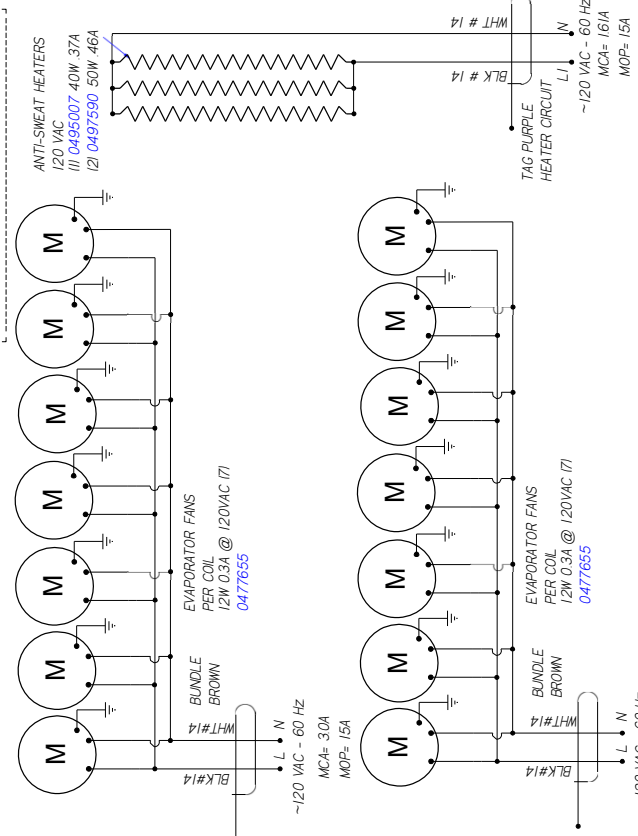 ANTI-SWEAT HEATERS
120 VAC
(1) 0495007 40W .37A
(2) 0497590 50W .46A
WHT # 14
BLK # 14
N
L1
~120 VAC - 60 Hz
MCA= 1.61A
MOP= 15A
TAG PURPLE
HEATER CIRCUIT
M
M
M
M
M
M
M
EVAPORATOR FANS
PER COIL
12W 0.3A @ 120VAC (7)
0477655
BUNDLE
BROWN
WHT#14
BLK#14
L N
~120 VAC - 60 Hz
MCA= 3.0A
MOP= 15A
M
M
M
M
M
M
M
EVAPORATOR FANS
PER COIL
12W 0.3A @ 120VAC (7)
0477655
BUNDLE
BROWN
WHT#14
BLK#14
L N